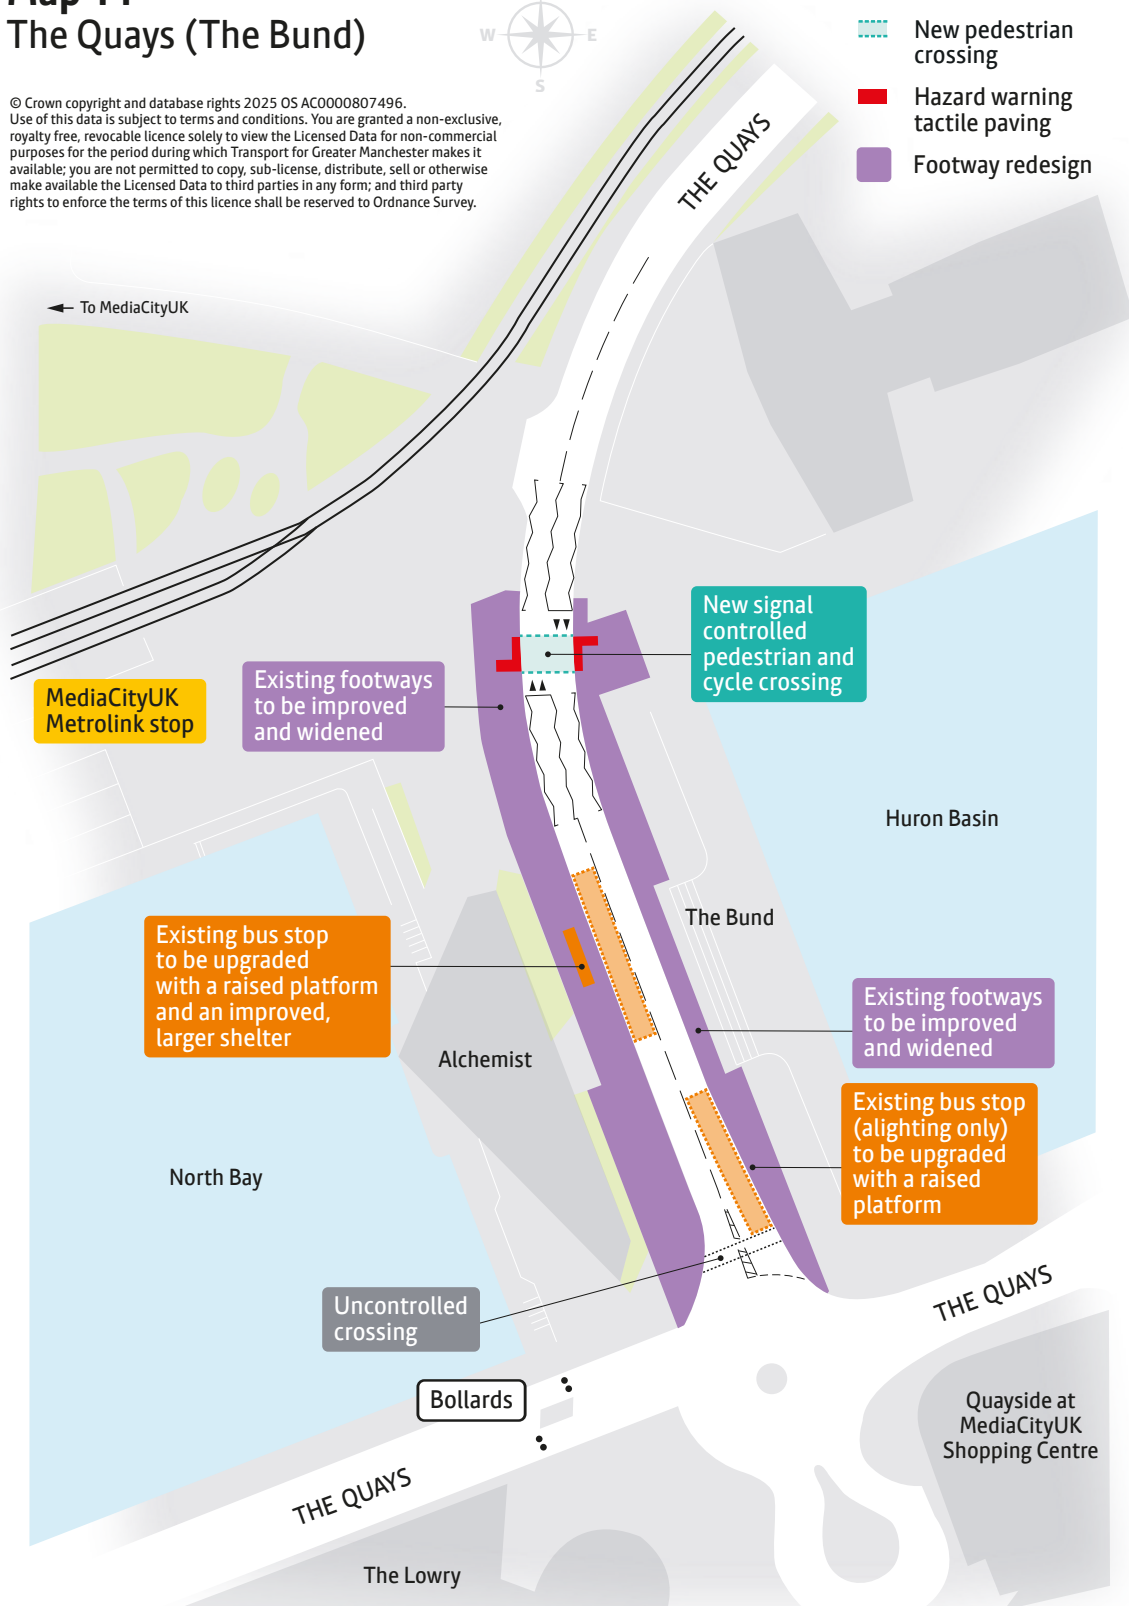 The Quays (The Bund)
W
E
S
New pedestrian
crossing
Hazard warning
tactile paving
Footway redesign
© Crown copyright and database rights 2025 OS AC0000807496.
Use of this data is subject to terms and conditions. You are granted a non-exclusive,
royalty free, revocable licence solely to view the Licensed Data for non-commercial
purposes for the period during which Transport for Greater Manchester makes it
available; you are not permitted to copy, sub-license, distribute, sell or otherwise
make available the Licensed Data to third parties in any form; and third party
rights to enforce the terms of this licence shall be reserved to Ordnance Survey.
THE QUAYS
To MediaCityUK
New signal
controlled
pedestrian and
cycle crossing
Existing footways
to be improved
and widened
MediaCityUK
Metrolink stop
Huron Basin
The Bund
Existing bus stop
to be upgraded
with a raised platform
and an improved,
larger shelter
Existing footways
to be improved
and widened
Alchemist
Existing bus stop
(alighting only)
to be upgraded
with a raised
platform
North Bay
Uncontrolled
crossing
THE QUAYS
Bollards
Quayside at
MediaCityUK
Shopping Centre
THE QUAYS
The Lowry